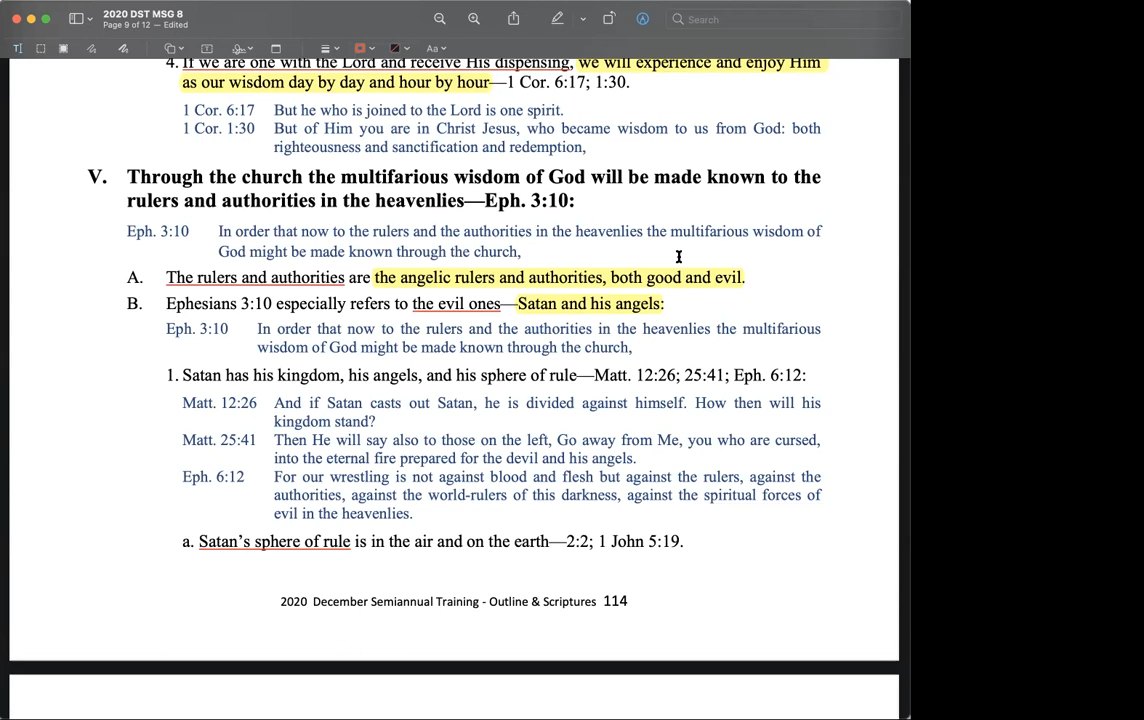 2020 DST MSG 8
Page 9 of 12 – Edited
Search
Aa
4. If we are one with the Lord and receive His dispensing, we will experience and enjoy Him
as our wisdom day by day and hour by hour—1 Cor. 6:17; 1:30.
1 Cor. 6:17 But he who is joined to the Lord is one spirit.
1 Cor. 1:30 But of Him you are in Christ Jesus, who became wisdom to us from God: both
righteousness and sanctification and redemption,
V. Through the church the multifarious wisdom of God will be made known to the
rulers and authorities in the heavenlies—Eph. 3:10:
Eph. 3:10 In order that now to the rulers and the authorities in the heavenlies the multifarious wisdom of
God might be made known through the church,
A. The rulers and authorities are the angelic rulers and authorities, both good and evil.
B. Ephesians 3:10 especially refers to the evil ones—Satan and his angels:
Eph. 3:10 In order that now to the rulers and the authorities in the heavenlies the multifarious
wisdom of God might be made known through the church,
1. Satan has his kingdom, his angels, and his sphere of rule—Matt. 12:26; 25:41; Eph. 6:12:
Matt. 12:26 And if Satan casts out Satan, he is divided against himself. How then will his
kingdom stand?
Matt. 25:41 Then He will say also to those on the left, Go away from Me, you who are cursed,
into the eternal fire prepared for the devil and his angels.
Eph. 6:12 For our wrestling is not against blood and flesh but against the rulers, against the
authorities, against the world-rulers of this darkness, against the spiritual forces of
evil in the heavenlies.
a. Satan’s sphere of rule is in the air and on the earth—2:2; 1 John 5:19.
2020 December Semiannual Training - Outline & Scriptures 114